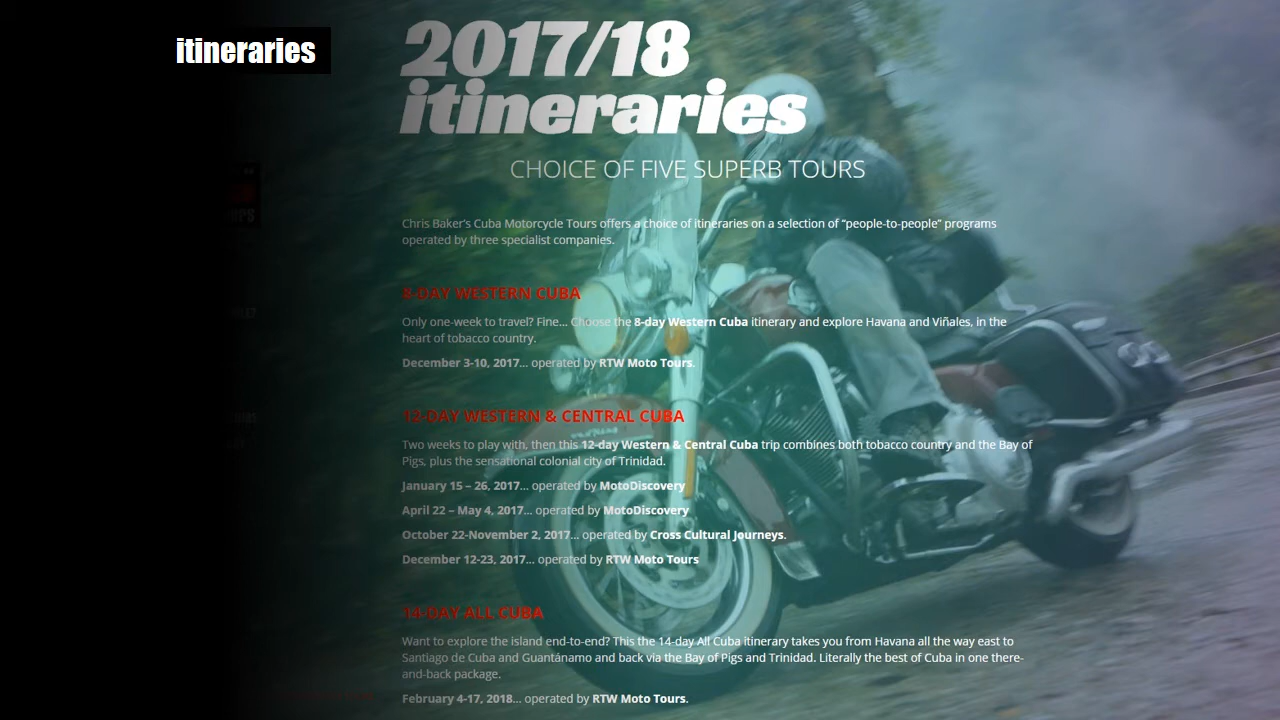 itineraries
2017/18
itineraries
CHOICE OF FIVE SUPERB TOURS
Chris Baker's Cuba Motorcycle Tours offers a choice of itineraries on a selection of “people-to-people” programs
operated by three specialist companies.
8-DAY WESTERN CUBA
Only one-week to travel? Fine... Choose the 8-day Western Cuba itinerary and explore Havana and Viñales, in the
heart of tobacco country.
December 3-10, 2017... operated by RTW Moto Tours.
12-DAY WESTERN & CENTRAL CUBA
Two weeks to play with, then this 12-day Western & Central Cuba trip combines both tobacco country and the Bay of
Pigs, plus the sensational colonial city of Trinidad.
January 15 – 26, 2017... operated by MotoDiscovery
April 22 – May 4, 2017... operated by MotoDiscovery
October 22-November 2, 2017... operated by Cross Cultural Journeys.
December 12-23, 2017... operated by RTW Moto Tours
14-DAY ALL CUBA
Want to explore the island end-to-end? This the 14-day All Cuba itinerary takes you from Havana all the way east to
Santiago de Cuba and Guantánamo and back via the Bay of Pigs and Trinidad. Literally the best of Cuba in one there-
and-back package.
February 4-17, 2018... operated by RTW Moto Tours.